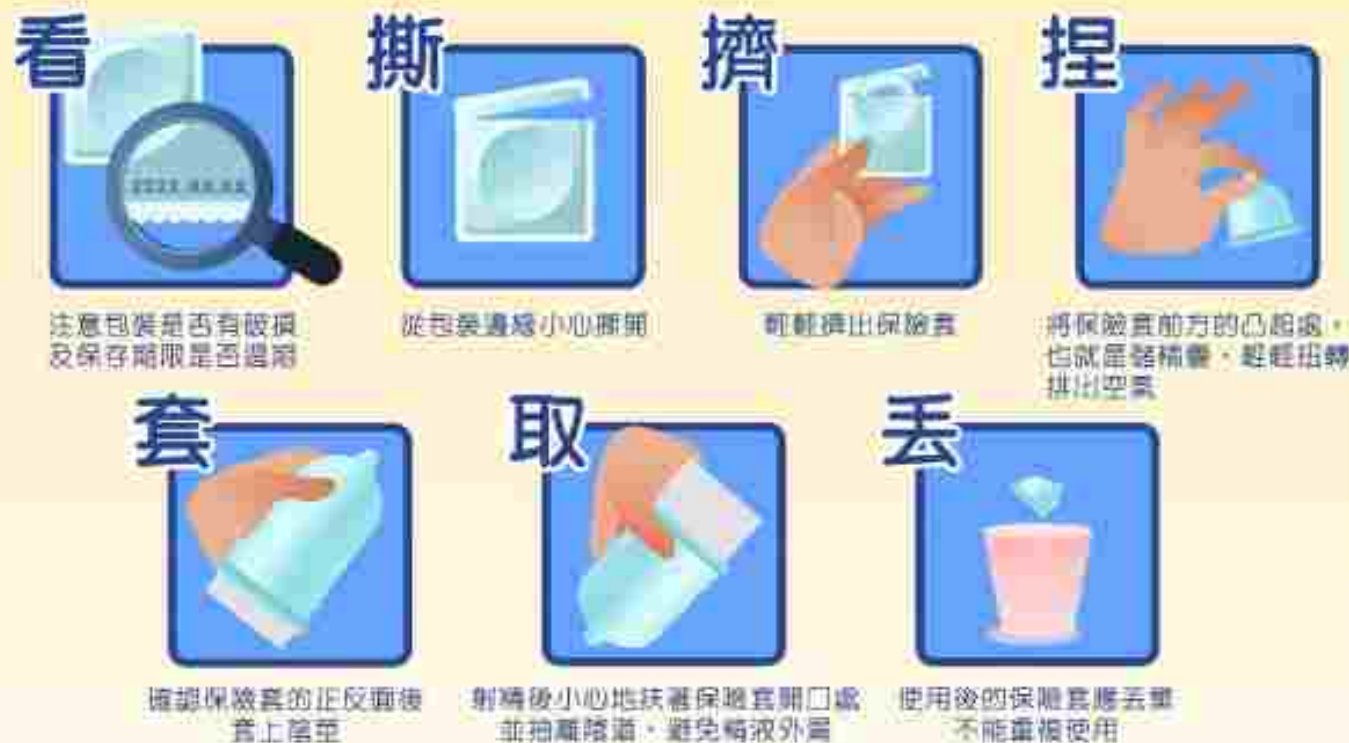 看
撕
擠
捏
注意包裝是否有破損
及保存期限是否過期
從包裝邊緣小心撕開
輕輕擠出保險套
將保險套前方的凸起處，
也就是儲精囊，輕輕扭轉
排出空氣
套
取
丟
確認保險套的正反面後
套上陰莖
射精後小心地扶著保險套開口處
並抽離陰道，避免精液外漏
使用後的保險套應丟棄
不能重複使用